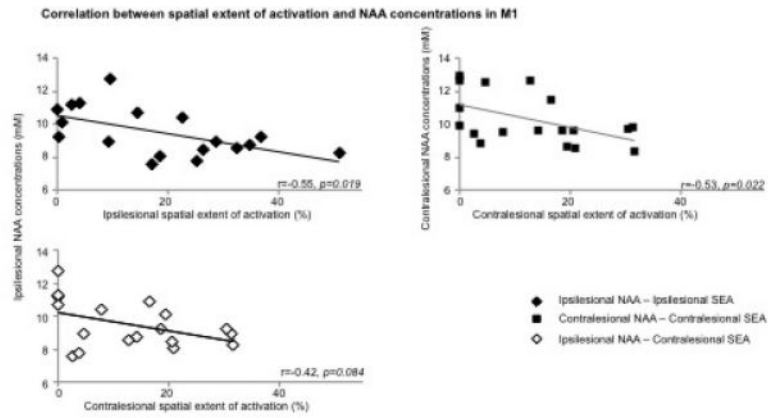 Correlation between spatial extent of activation and NAA concentrations in M1
Ipsilesional NAA concentrations (mM)
14
12
10
8
6
0
20
40
r=-0.55, p=0.019
Ipsilesional spatial extent of activation (%)
Contralesional NAA concentrations (mM)
14
12
10
8
6
0
20
40
r=-0.53, p=0.022
Contralesional spatial extent of activation (%)
14
12
10
8
6
0
20
40
r=-0.42, p=0.084
Contralesional spatial extent of activation (%)
Ipsilesional NAA – Ipsilesional SEA
Contralesional NAA – Contralesional SEA
Ipsilesional NAA – Contralesional SEA